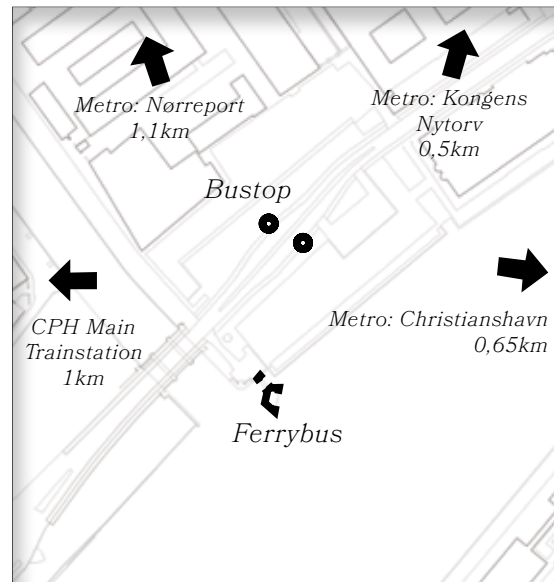 Metro: Nørreport
1,1km
Metro: Kongens
Nytorv
0,5km
Bustop
CPH Main
Trainstation
1km
Metro: Christianshavn
0,65km
Ferrybus